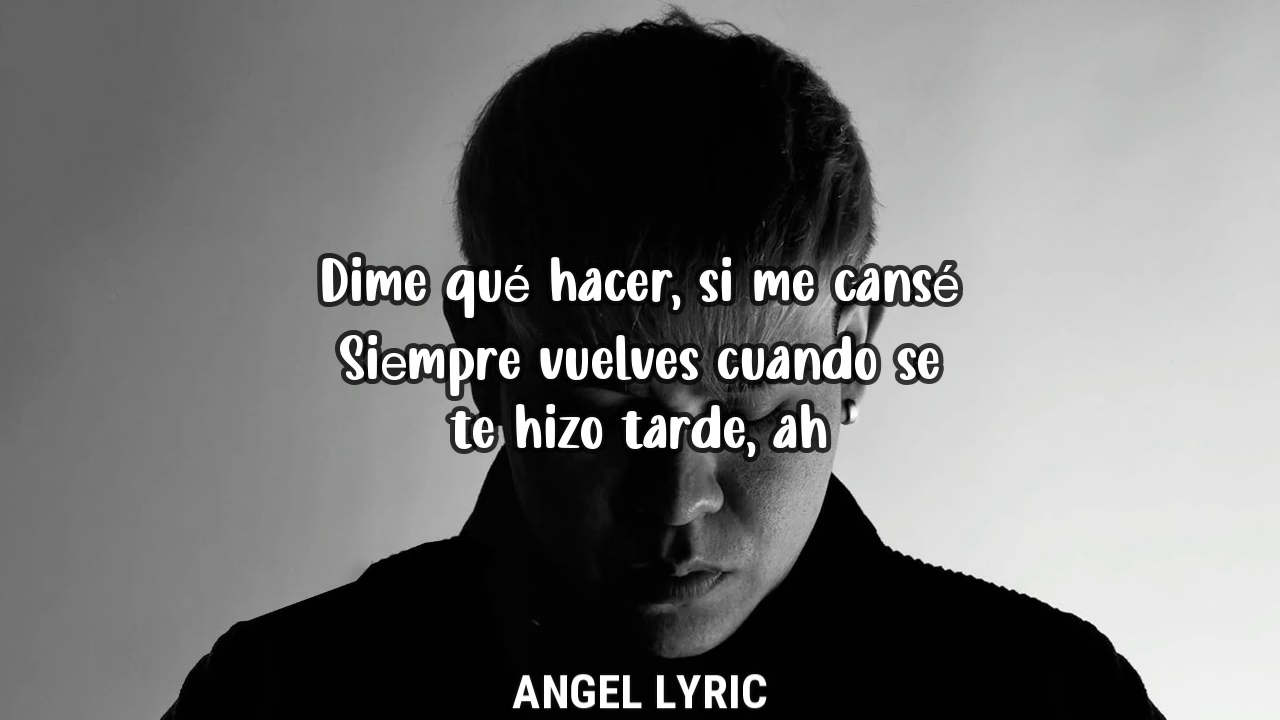 Dime qué hacer, si me cansé
Siempre vuelves cuando se
te hizo tarde, ah
ANGEL LYRIC